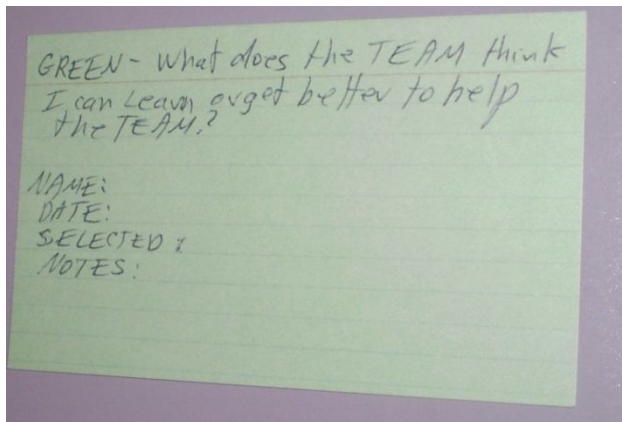 GREEN - What does the TEAM think
I can Learn or get better to help
the TEAM?
NAME:
DATE:
SELECTED:
NOTES: